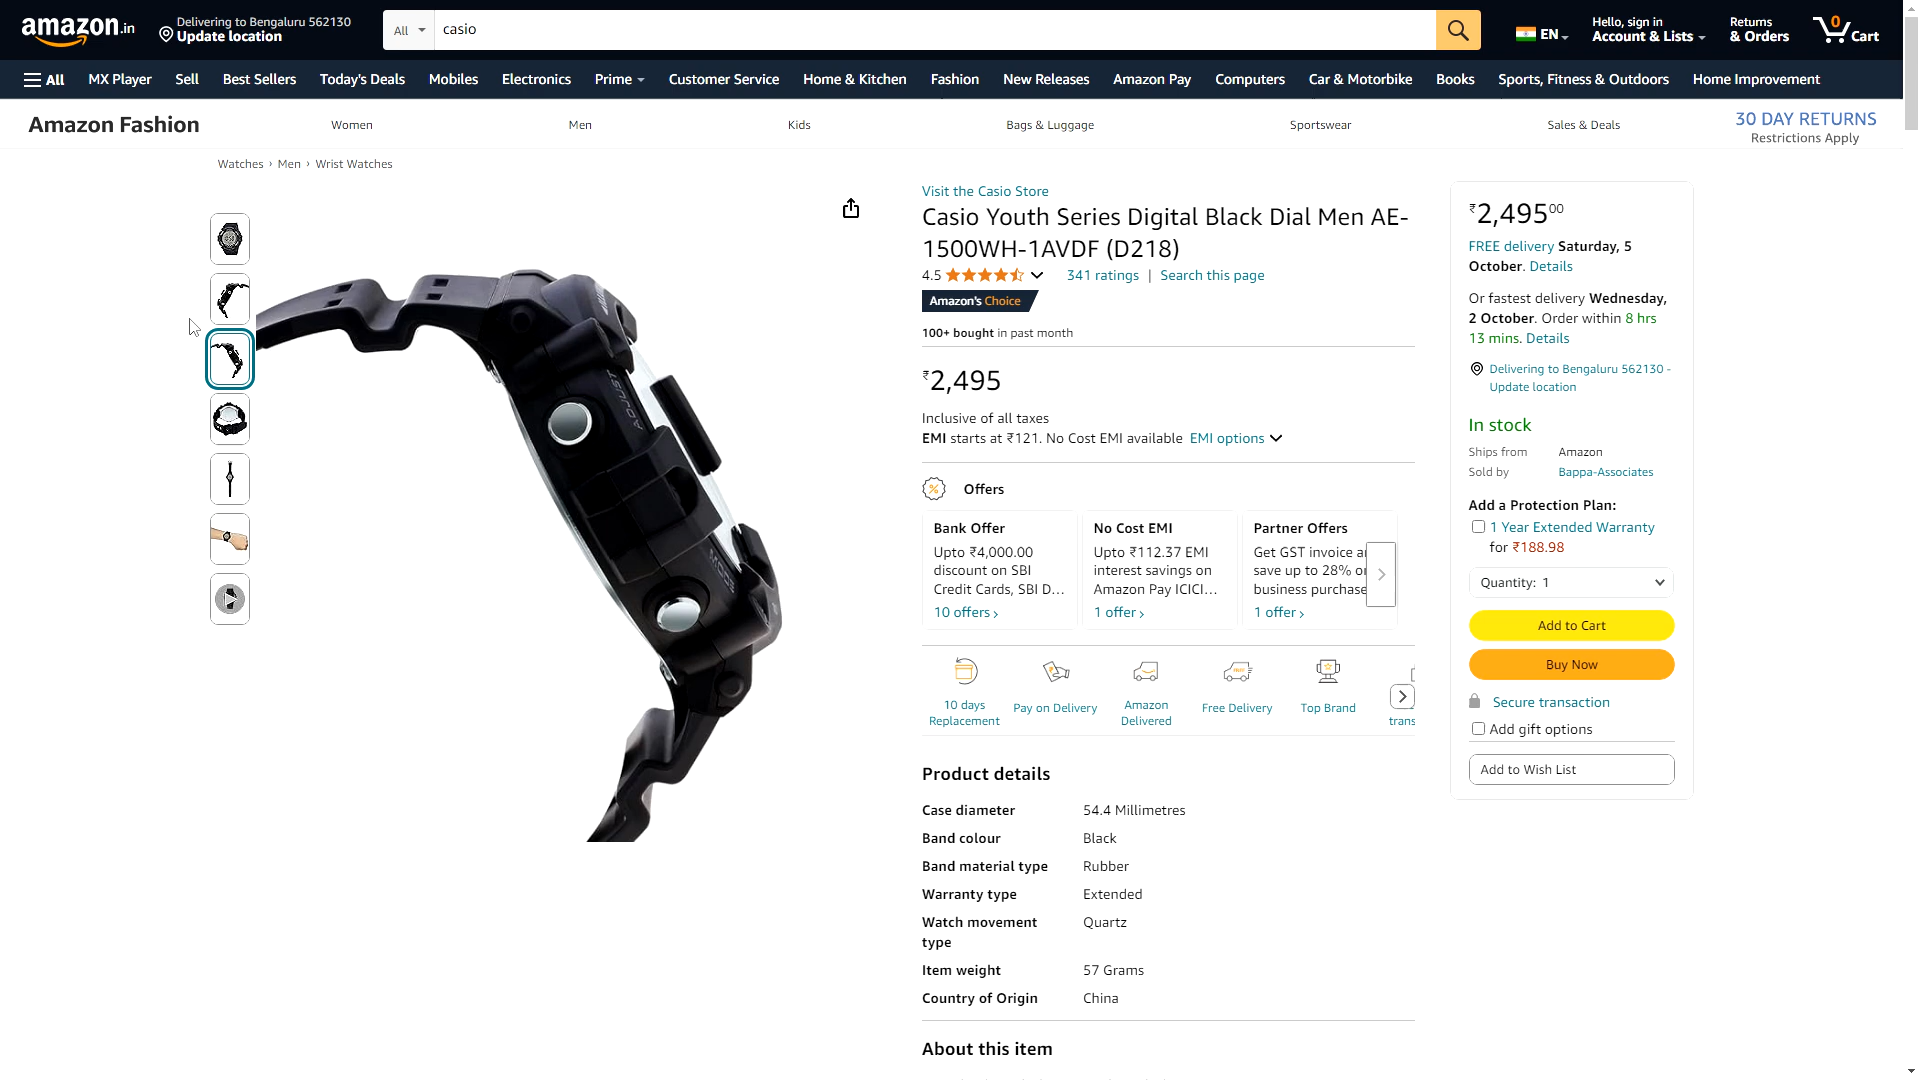 amazon.in
Delivering to Bengaluru 562130
Update location
All
casio
EN
Hello, sign in
Account & Lists
Returns
& Orders
0
Cart
All
MX Player
Sell
Best Sellers
Today's Deals
Mobiles
Electronics
Prime
Customer Service
Home & Kitchen
Fashion
New Releases
Amazon Pay
Computers
Car & Motorbike
Books
Sports, Fitness & Outdoors
Home Improvement
Amazon Fashion
Women
Men
Kids
Bags & Luggage
Sportswear
Sales & Deals
30 DAY RETURNS
Restrictions Apply
Watches › Men › Wrist Watches
ADJUST
MODE
Visit the Casio Store
Casio Youth Series Digital Black Dial Men AE-
1500WH-1AVDF (D218)
4.5
341 ratings | Search this page
Amazon's Choice
100+ bought in past month
₹2,495
Inclusive of all taxes
EMI starts at ₹121. No Cost EMI available EMI options
Offers
Bank Offer
Upto ₹4,000.00
discount on SBI
Credit Cards, SBI D…
10 offers ›
No Cost EMI
Upto ₹112.37 EMI
interest savings on
Amazon Pay ICICI…
1 offer ›
Partner Offers
Get GST invoice a
save up to 28% o
business purchase
1 offer ›
10 days
Replacement
Pay on Delivery
Amazon
Delivered
Free Delivery
Top Brand
trans
Product details
Case diameter 54.4 Millimetres
Band colour Black
Band material type Rubber
Warranty type Extended
Watch movement Quartz
type
Item weight 57 Grams
Country of Origin China
About this item
₹2,49500
FREE delivery Saturday, 5
October. Details
Or fastest delivery Wednesday,
2 October. Order within 8 hrs
13 mins. Details
Delivering to Bengaluru 562130 -
Update location
In stock
Ships from Amazon
Sold by Bappa-Associates
Add a Protection Plan:
1 Year Extended Warranty
for ₹188.98
Quantity: 1
Add to Cart
Buy Now
Secure transaction
Add gift options
Add to Wish List